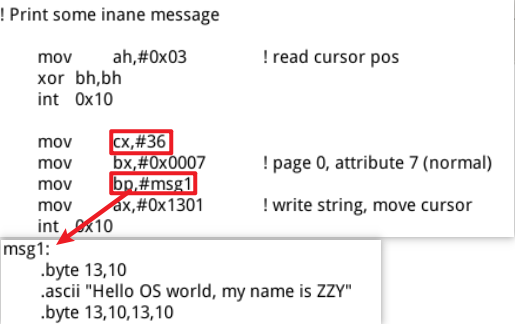 ! Print some inane message
mov ah,#0x03 ! read cursor pos
xor bh,bh
int 0x10
mov cx,#36
mov bx,#0x0007 ! page 0, attribute 7 (normal)
mov bp,#msg1
mov ax,#0x1301 ! write string, move cursor
int 0x10
msg1:
.byte 13,10
.ascii "Hello OS world, my name is ZZY"
.byte 13,10,13,10